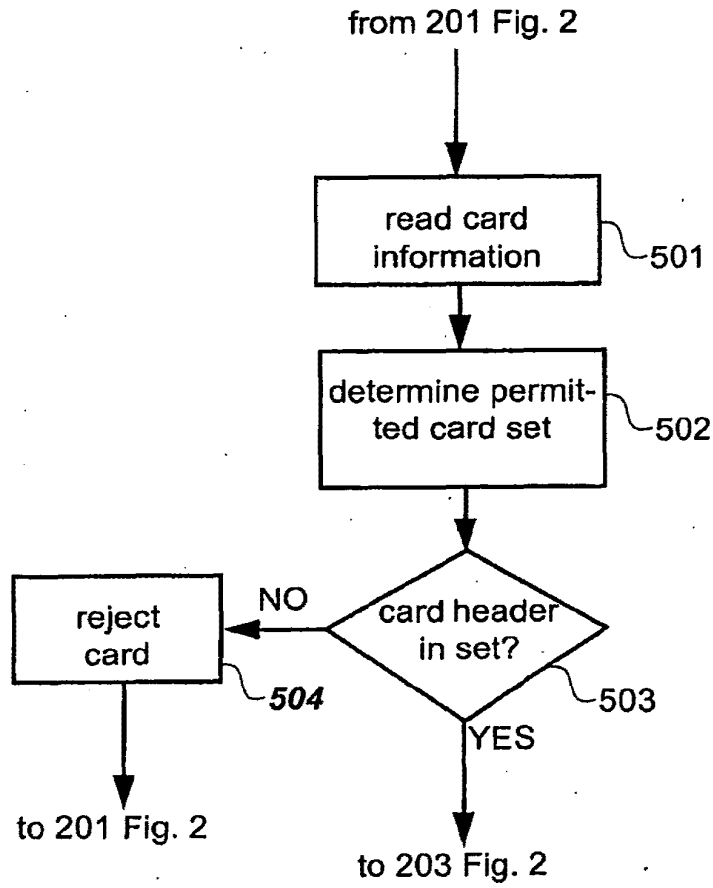 from 201 Fig. 2
read card
information
501
determine permit-
ted card set
502
card header
in set?
503
NO
reject
card
504
YES
to 201 Fig. 2
to 203 Fig. 2